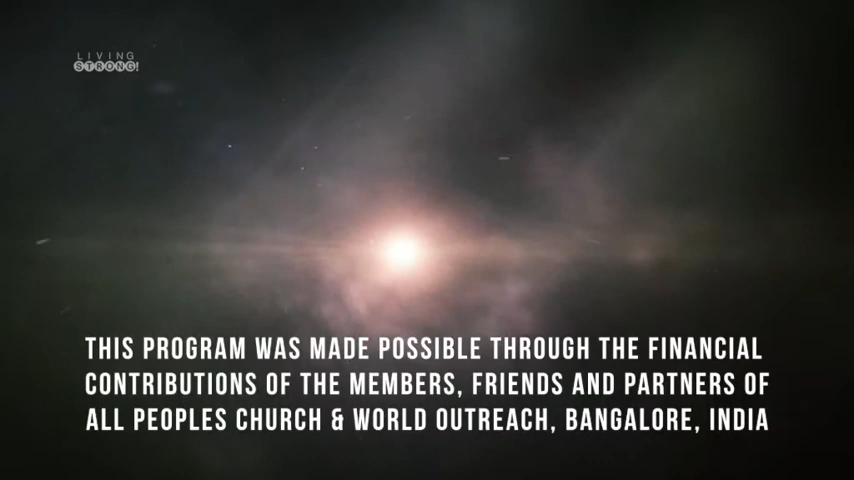 LIVING
STRONG!
THIS PROGRAM WAS MADE POSSIBLE THROUGH THE FINANCIAL
CONTRIBUTIONS OF THE MEMBERS, FRIENDS AND PARTNERS OF
ALL PEOPLES CHURCH & WORLD OUTREACH, BANGALORE, INDIA